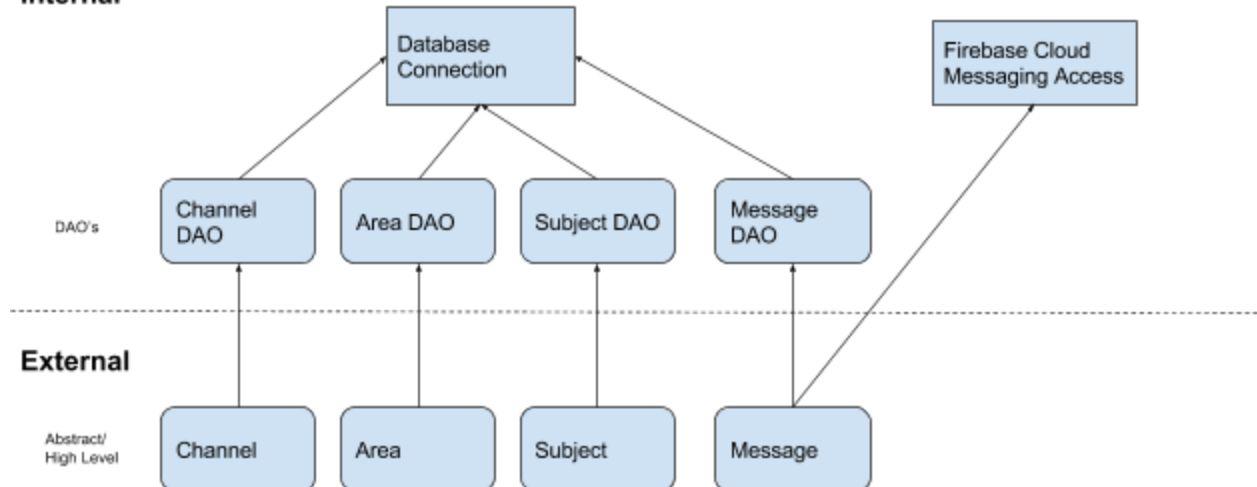 Internal
Database
Connection
Firebase Cloud
Messaging Access
DAO's
Channel
DAO
Area DAO
Subject DAO
Message
DAO
External
Abstract/
High Level
Channel
Area
Subject
Message